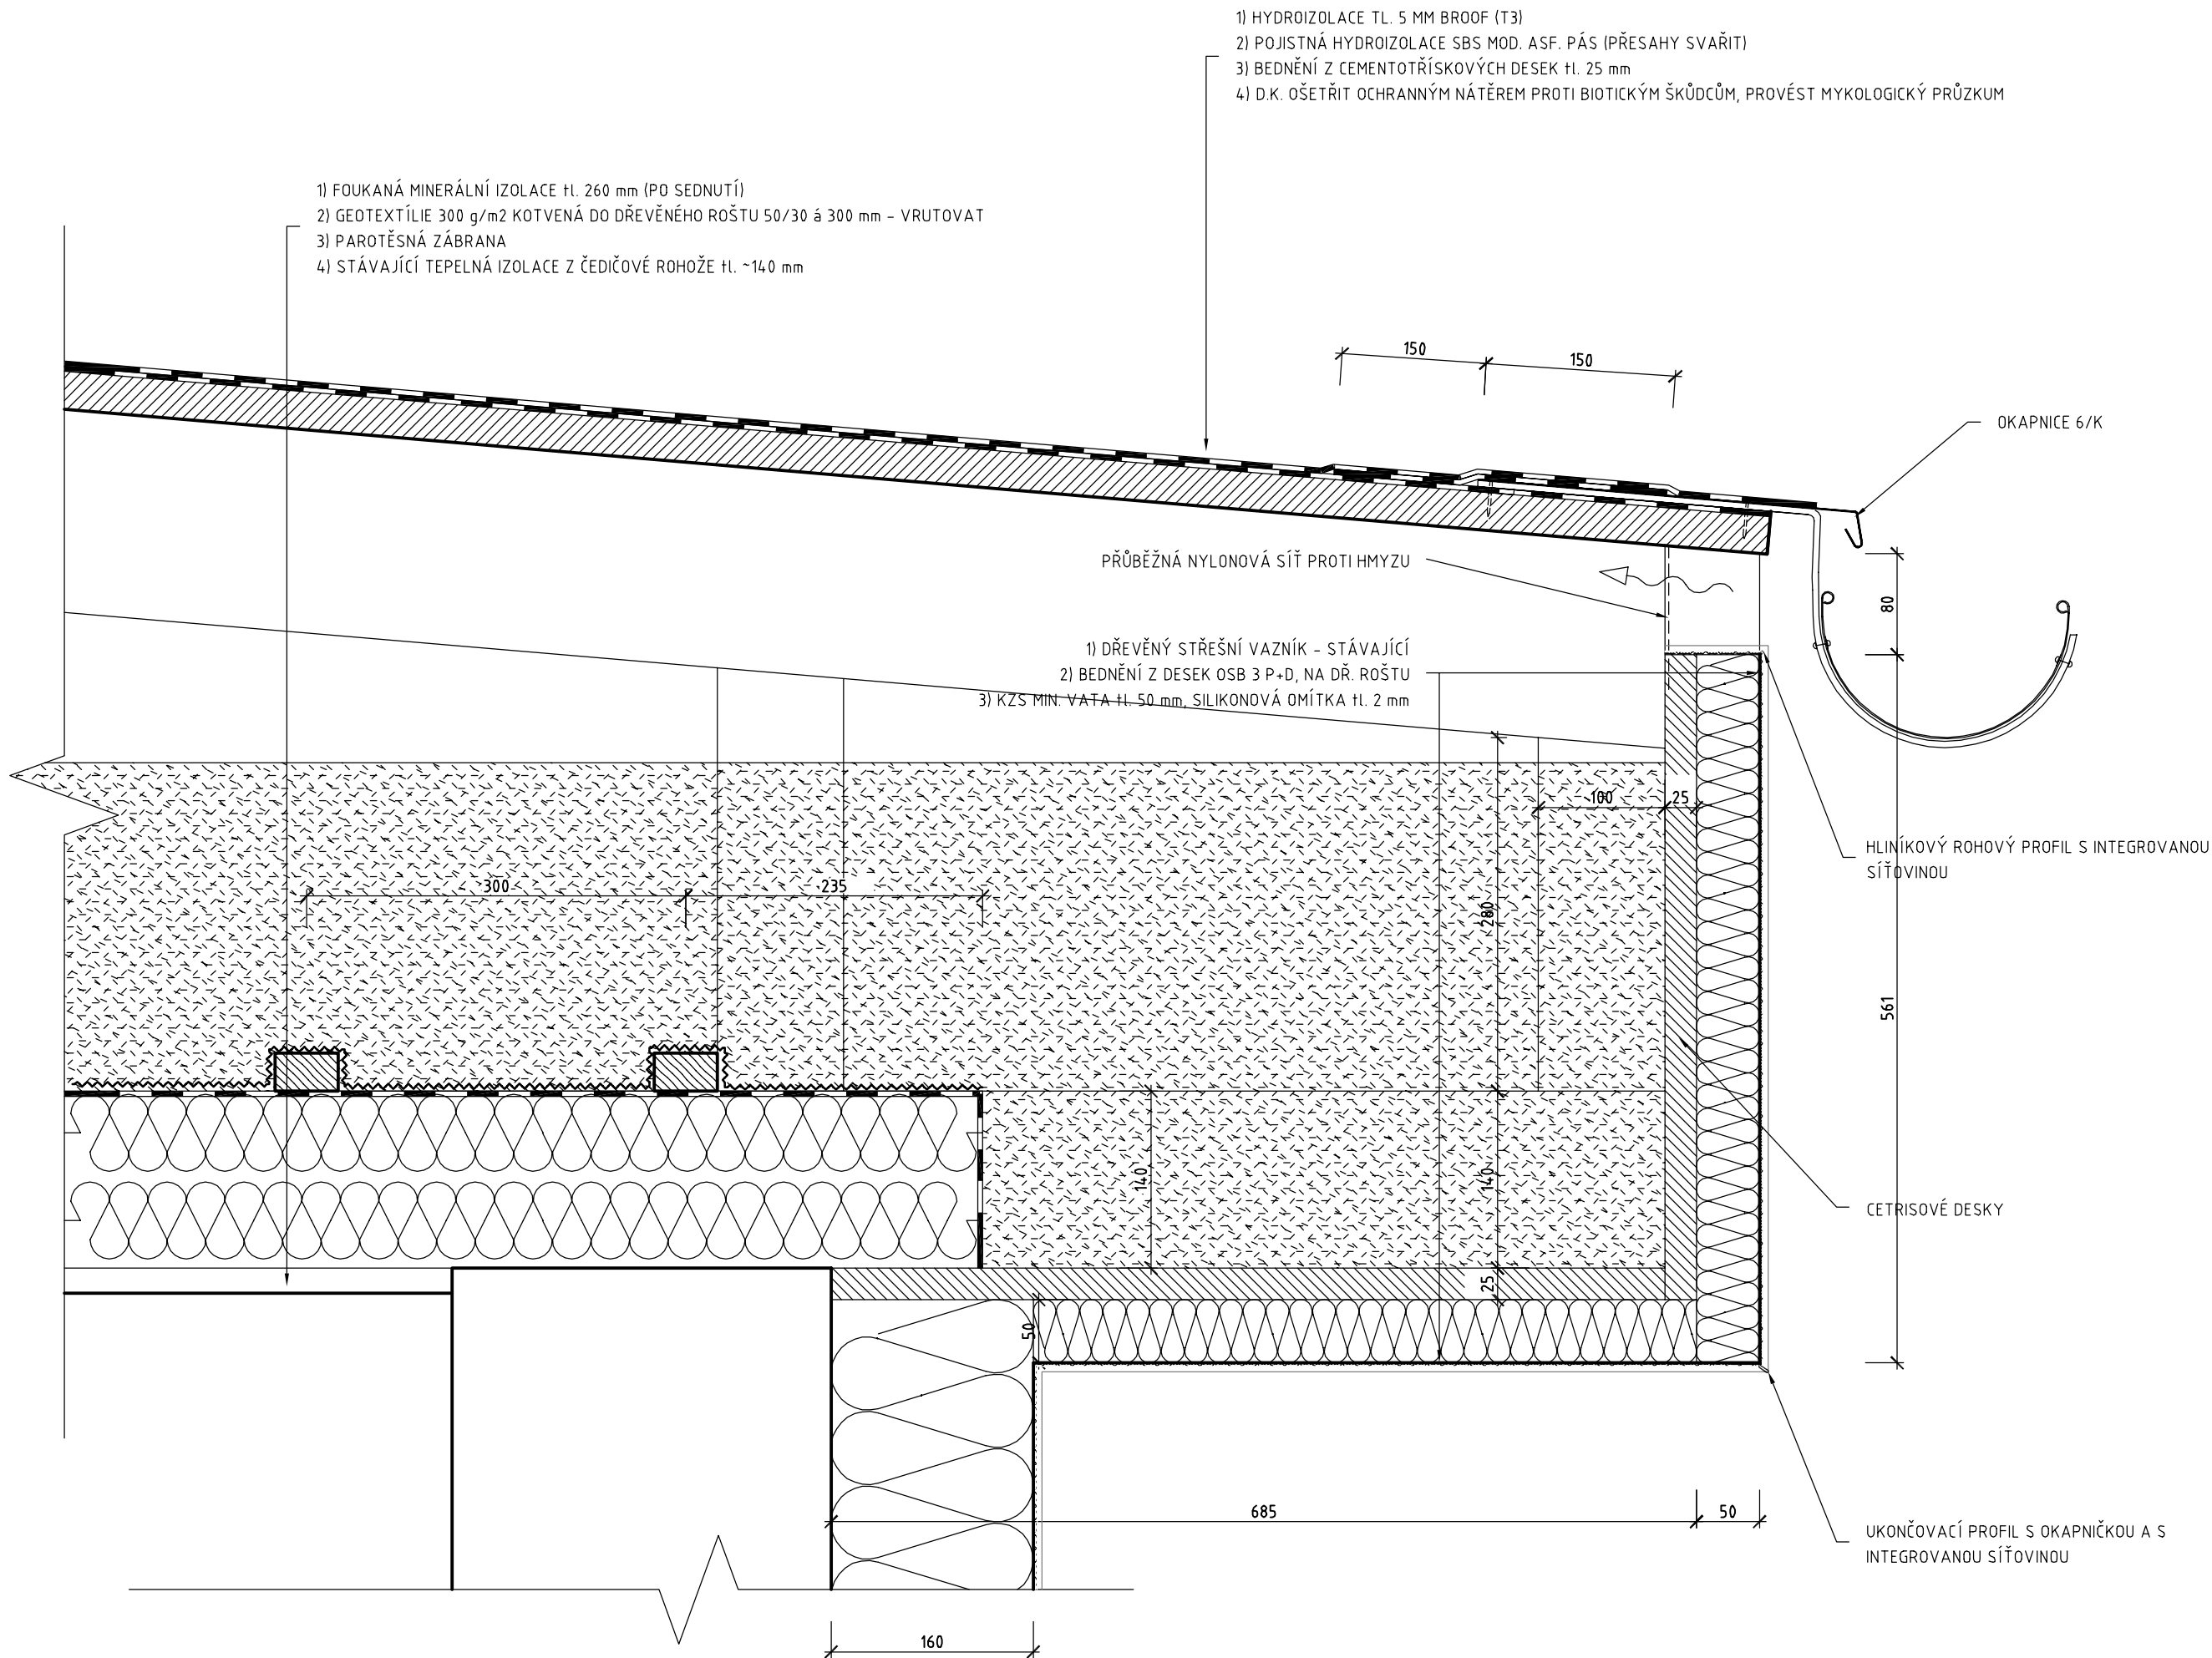 1) HYDROIZOLACE TL. 5 MM BROOF (T3)
2) POJISTNÁ HYDROIZOLACE SBS MOD. ASF. PÁS (PŘESAHY SVAŘIT)
3) BEDNĚNÍ Z CEMENTOTŘÍSKOVÝCH DESEK tl. 25 mm
4) D.K. OŠETŘIT OCHRANNÝM NÁTĚREM PROTI BIOTICKÝM ŠKŮDCŮM, PROVÉST MYKOLOGICKÝ PRŮZKUM
1) FOUKANÁ MINERÁLNÍ IZOLACE tl. 260 mm (PO SEDNUTÍ)
2) GEOTEXTÍLIE 300 g/m2 KOTVENÁ DO DŘEVĚNÉHO ROŠTU 50/30 á 300 mm - VRUTOVAT
3) PAROTĚSNÁ ZÁBRANA
4) STÁVAJÍCÍ TEPELNÁ IZOLACE Z ČEDIČOVÉ ROHOŽE tl. ~140 mm
150
150
OKAPNICE 6/K
PŘŮBĚŽNÁ NYLONOVÁ SÍŤ PROTI HMYZU
80
1) DŘEVĚNÝ STŘEŠNÍ VAZNÍK - STÁVAJÍCÍ
2) BEDNĚNÍ Z DESEK OSB 3 P+D, NA DŘ. ROŠTU
3) KZS MIN. VATA tl. 50 mm, SILIKONOVÁ OMÍTKA tl. 2 mm
100
25
HLINÍKOVÝ ROHOVÝ PROFIL S INTEGROVANOU
SÍŤOVINOU
300
235
280
561
140
140
CETRISOVÉ DESKY
25
50
685
50
UKONČOVACÍ PROFIL S OKAPNIČKOU A S
INTEGROVANOU SÍŤOVINOU
160